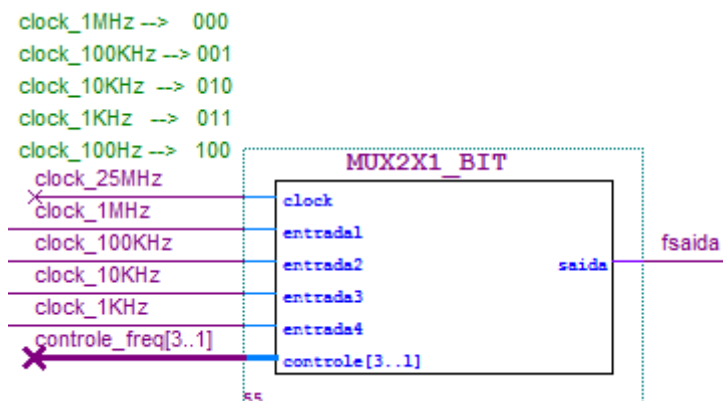 clock_1MHz --> 000
clock_100KHz --> 001
clock_10KHz --> 010
clock_1KHz --> 011
clock_100Hz --> 100
MUX2X1_BIT
clock_25MHz
clock
clock_1MHz
entrada1
clock_100KHz
entrada2
saida
fsaida
clock_10KHz
entrada3
clock_1KHz
entrada4
controle_freq[3..1]
controle[3..1]
55